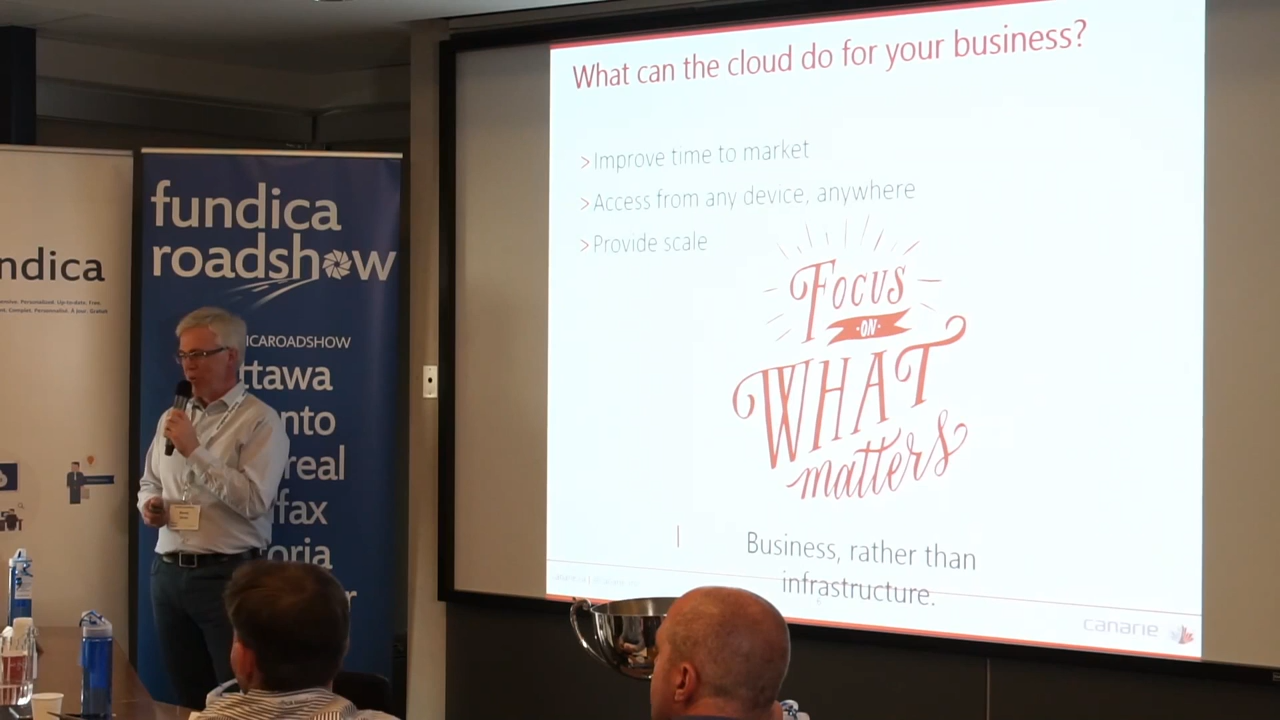 What can the cloud do for your business?
>Improve time to market
>Access from any device, anywhere
>Provide scale
FOCUS
·ON·
WHAT
matters
Business, rather than
infrastructure.
canarie
fundica
roadshow
ICAROADSHOW
ttawa
nto
real
fax
oria
r
ndica